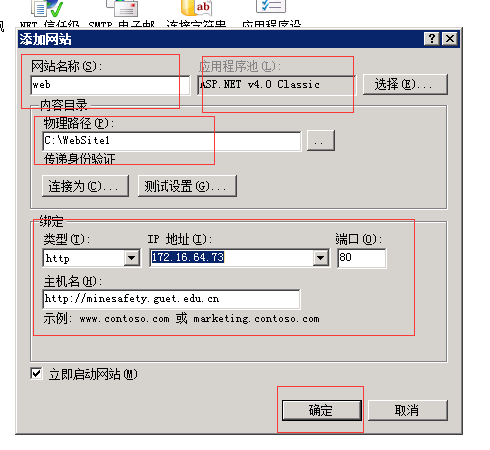 .NET 信任级 SMTP 电子邮 连接字符串 应用程序设
添加网站
网站名称(S): 应用程序池(L):
web ASP.NET v4.0 Classic 选择(E)...
内容目录
物理路径(P):
C:\WebSite1 ..
传递身份验证
连接为(C)... 测试设置(G)...
绑定
类型(T): IP 地址(I): 端口(O):
http 172.16.64.73 80
主机名(H):
http://minesafety.guet.edu.cn
示例: www.contoso.com 或 marketing.contoso.com
立即启动网站(M)
确定 取消